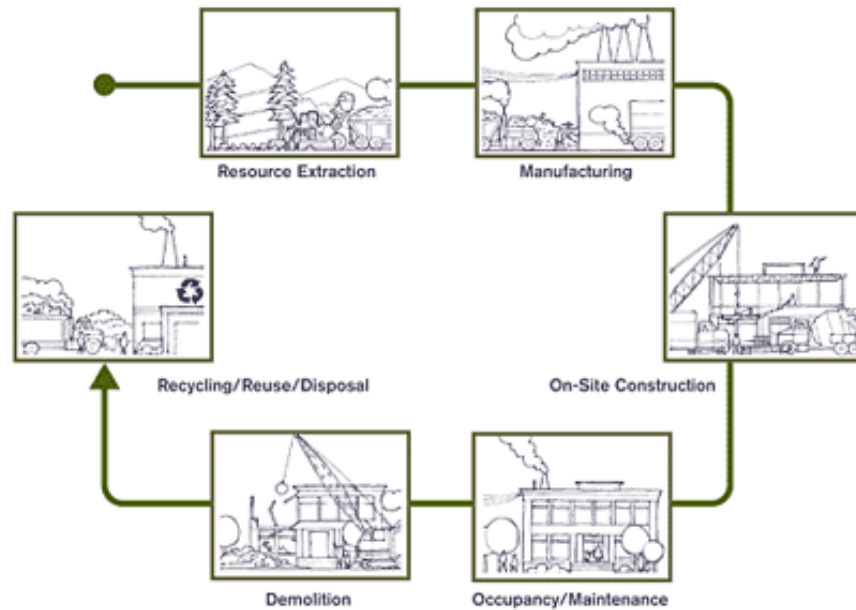 Resource Extraction
Manufacturing
Recycling/Reuse/Disposal
On-Site Construction
Demolition
Occupancy/Maintenance